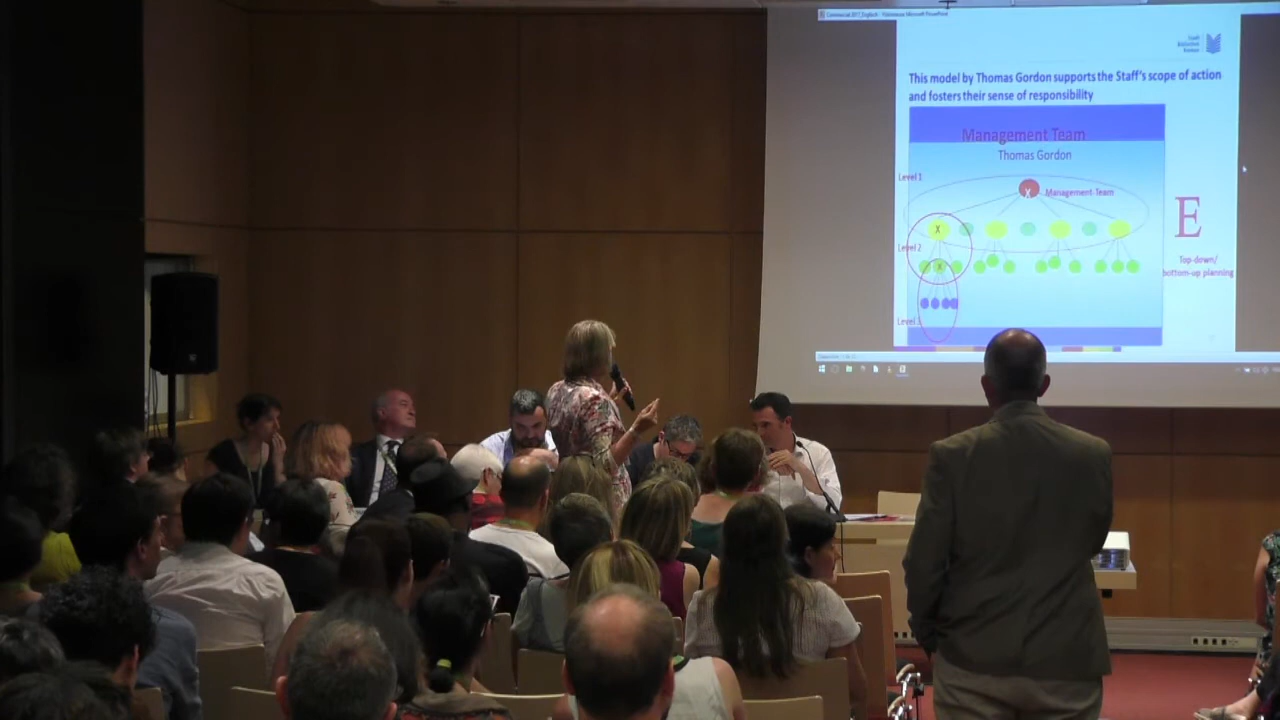 This model by Thomas Gordon supports the Staff's scope of action
and fosters their sense of responsibility
Management Team
Thomas Gordon
Level 1
X
Management Team
X
Level 2
X
Level 3
E
Top-down/
bottom-up planning